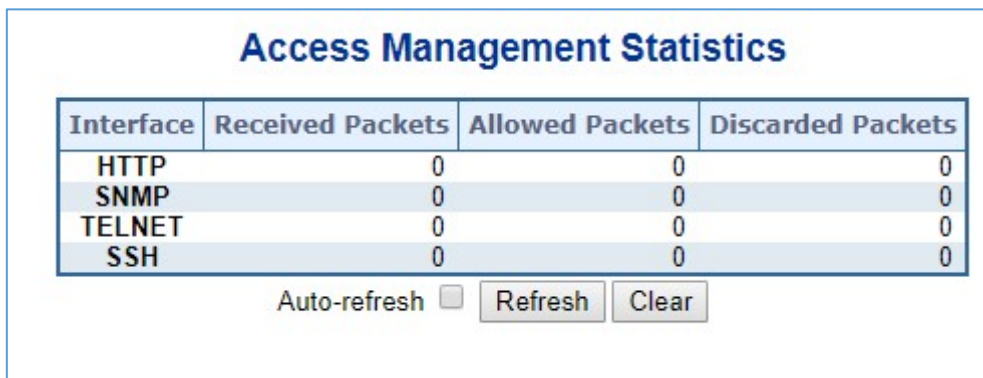 Access Management Statistics
Interface Received Packets Allowed Packets Discarded Packets
HTTP 0 0 0
SNMP 0 0 0
TELNET 0 0 0
SSH 0 0 0
Auto-refresh Refresh Clear